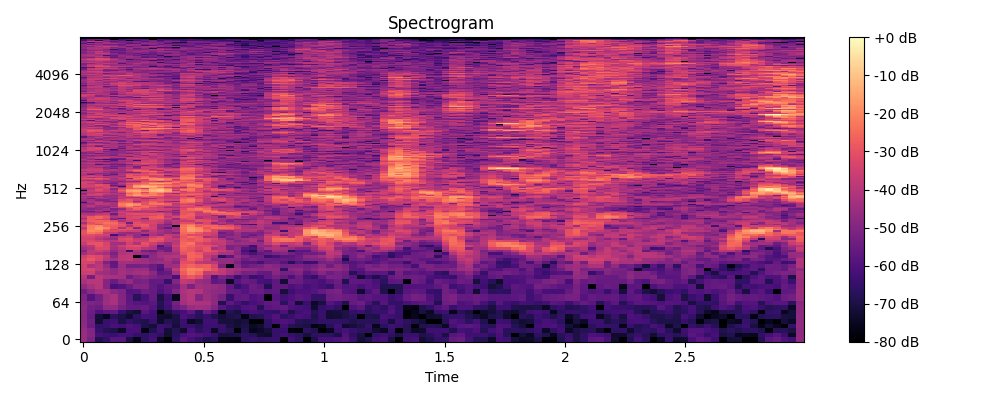 Spectrogram
Hz
4096
2048
1024
512
256
128
64
0
0 0.5 1 1.5 2 2.5
Time
+0 dB
-10 dB
-20 dB
-30 dB
-40 dB
-50 dB
-60 dB
-70 dB
-80 dB